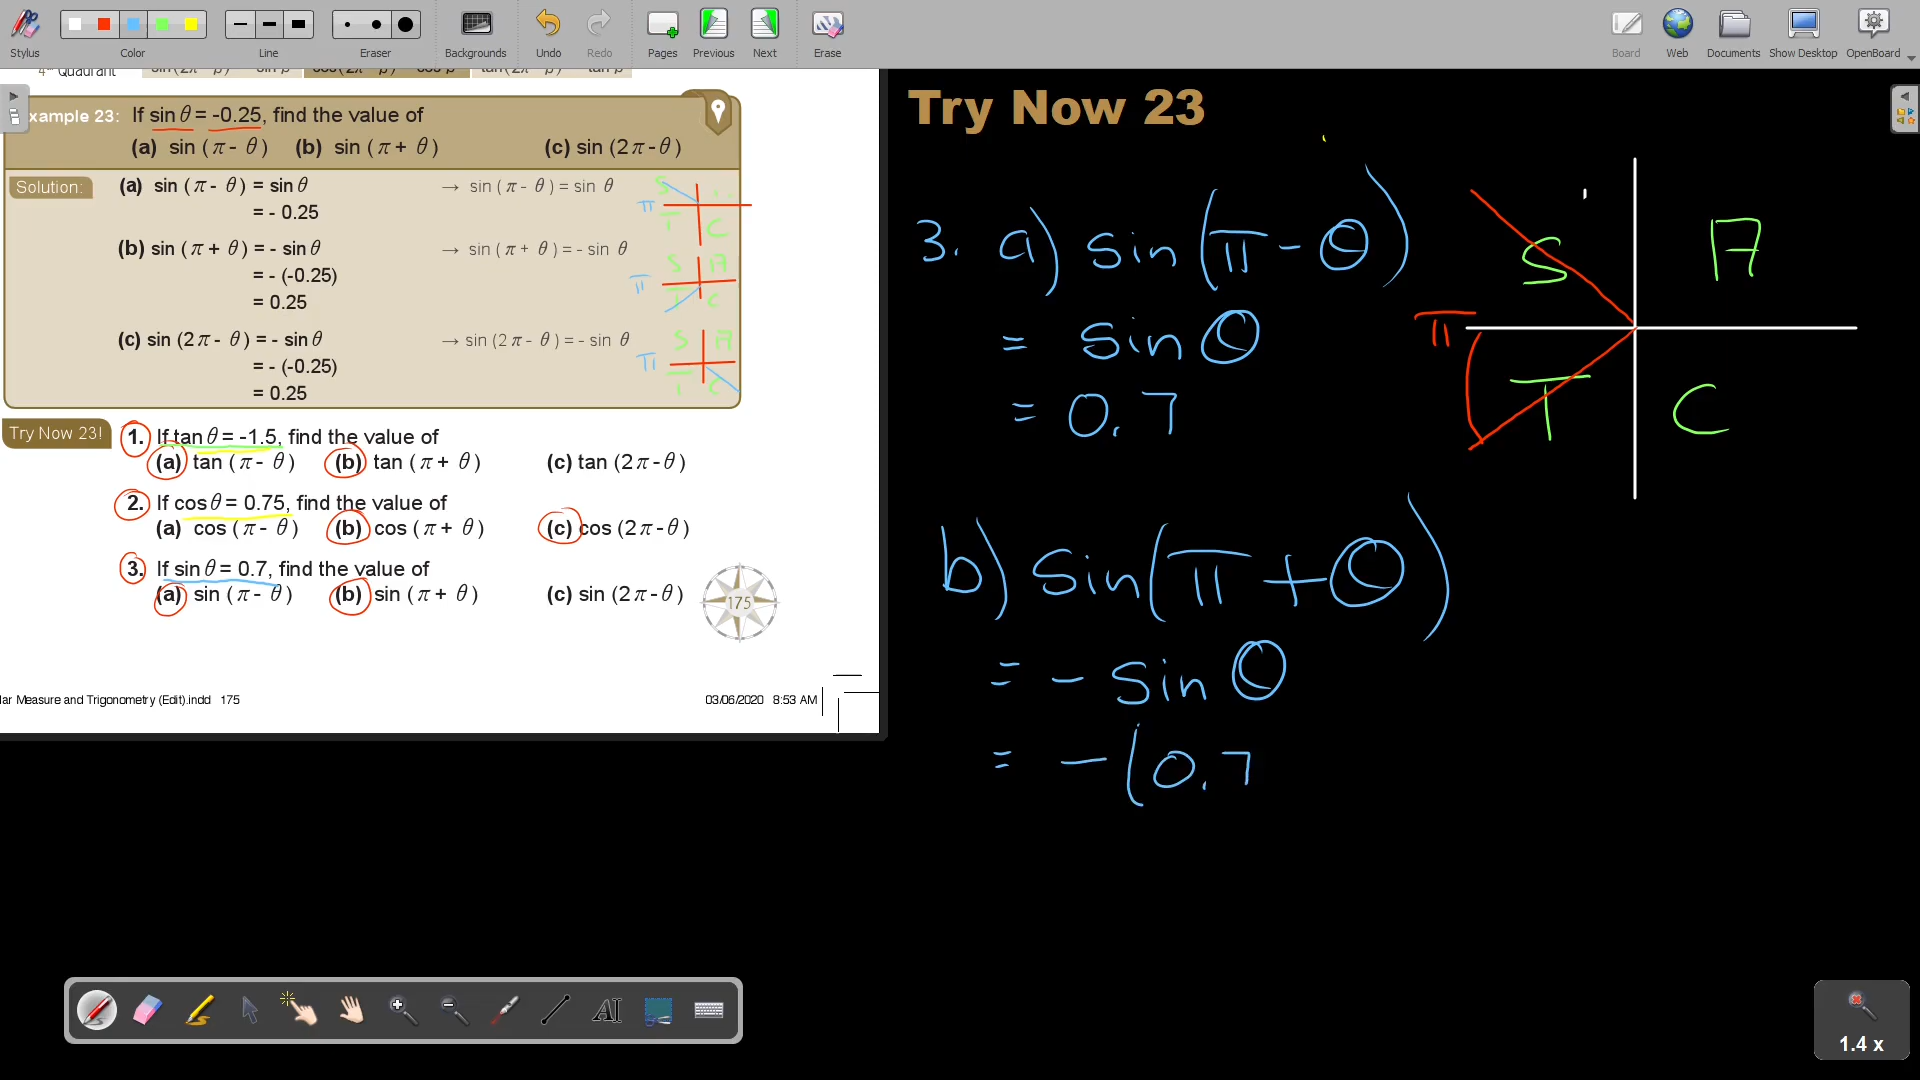 Stylus
Color
Line
Eraser
Backgrounds
Undo
Redo
Pages
Previous
Next
Erase
Board
Web
Documents
Show Desktop
OpenBoard
Quadrant
xample 23: If sin θ = -0.25, find the value of
(a) sin (π - θ) (b) sin (π + θ) (c) sin (2π - θ)
Solution:
(a) sin (π - θ) = sin θ → sin (π - θ) = sin θ
= - 0.25
(b) sin (π + θ) = - sin θ → sin (π + θ) = - sin θ
= - (-0.25)
= 0.25
(c) sin (2π - θ) = - sin θ → sin (2π - θ) = - sin θ
= - (-0.25)
= 0.25
S
π T C
S A
π T C
S A
π T C
Try Now 23!
1. If tan θ = -1.5, find the value of
(a) tan (π - θ) (b) tan (π + θ) (c) tan (2π - θ)
2. If cos θ = 0.75, find the value of
(a) cos (π - θ) (b) cos (π + θ) (c) cos (2π - θ)
3. If sin θ = 0.7, find the value of
(a) sin (π - θ) (b) sin (π + θ) (c) sin (2π - θ)
175
lar Measure and Trigonometry (Edit).indd 175
03/06/2020 8:53 AM
Try Now 23
3. a) sin (π - θ)
= sin θ
= 0.7
b) sin (π + θ)
= - sin θ
= - (0.7
S A
π
T C
AI
1.4 x